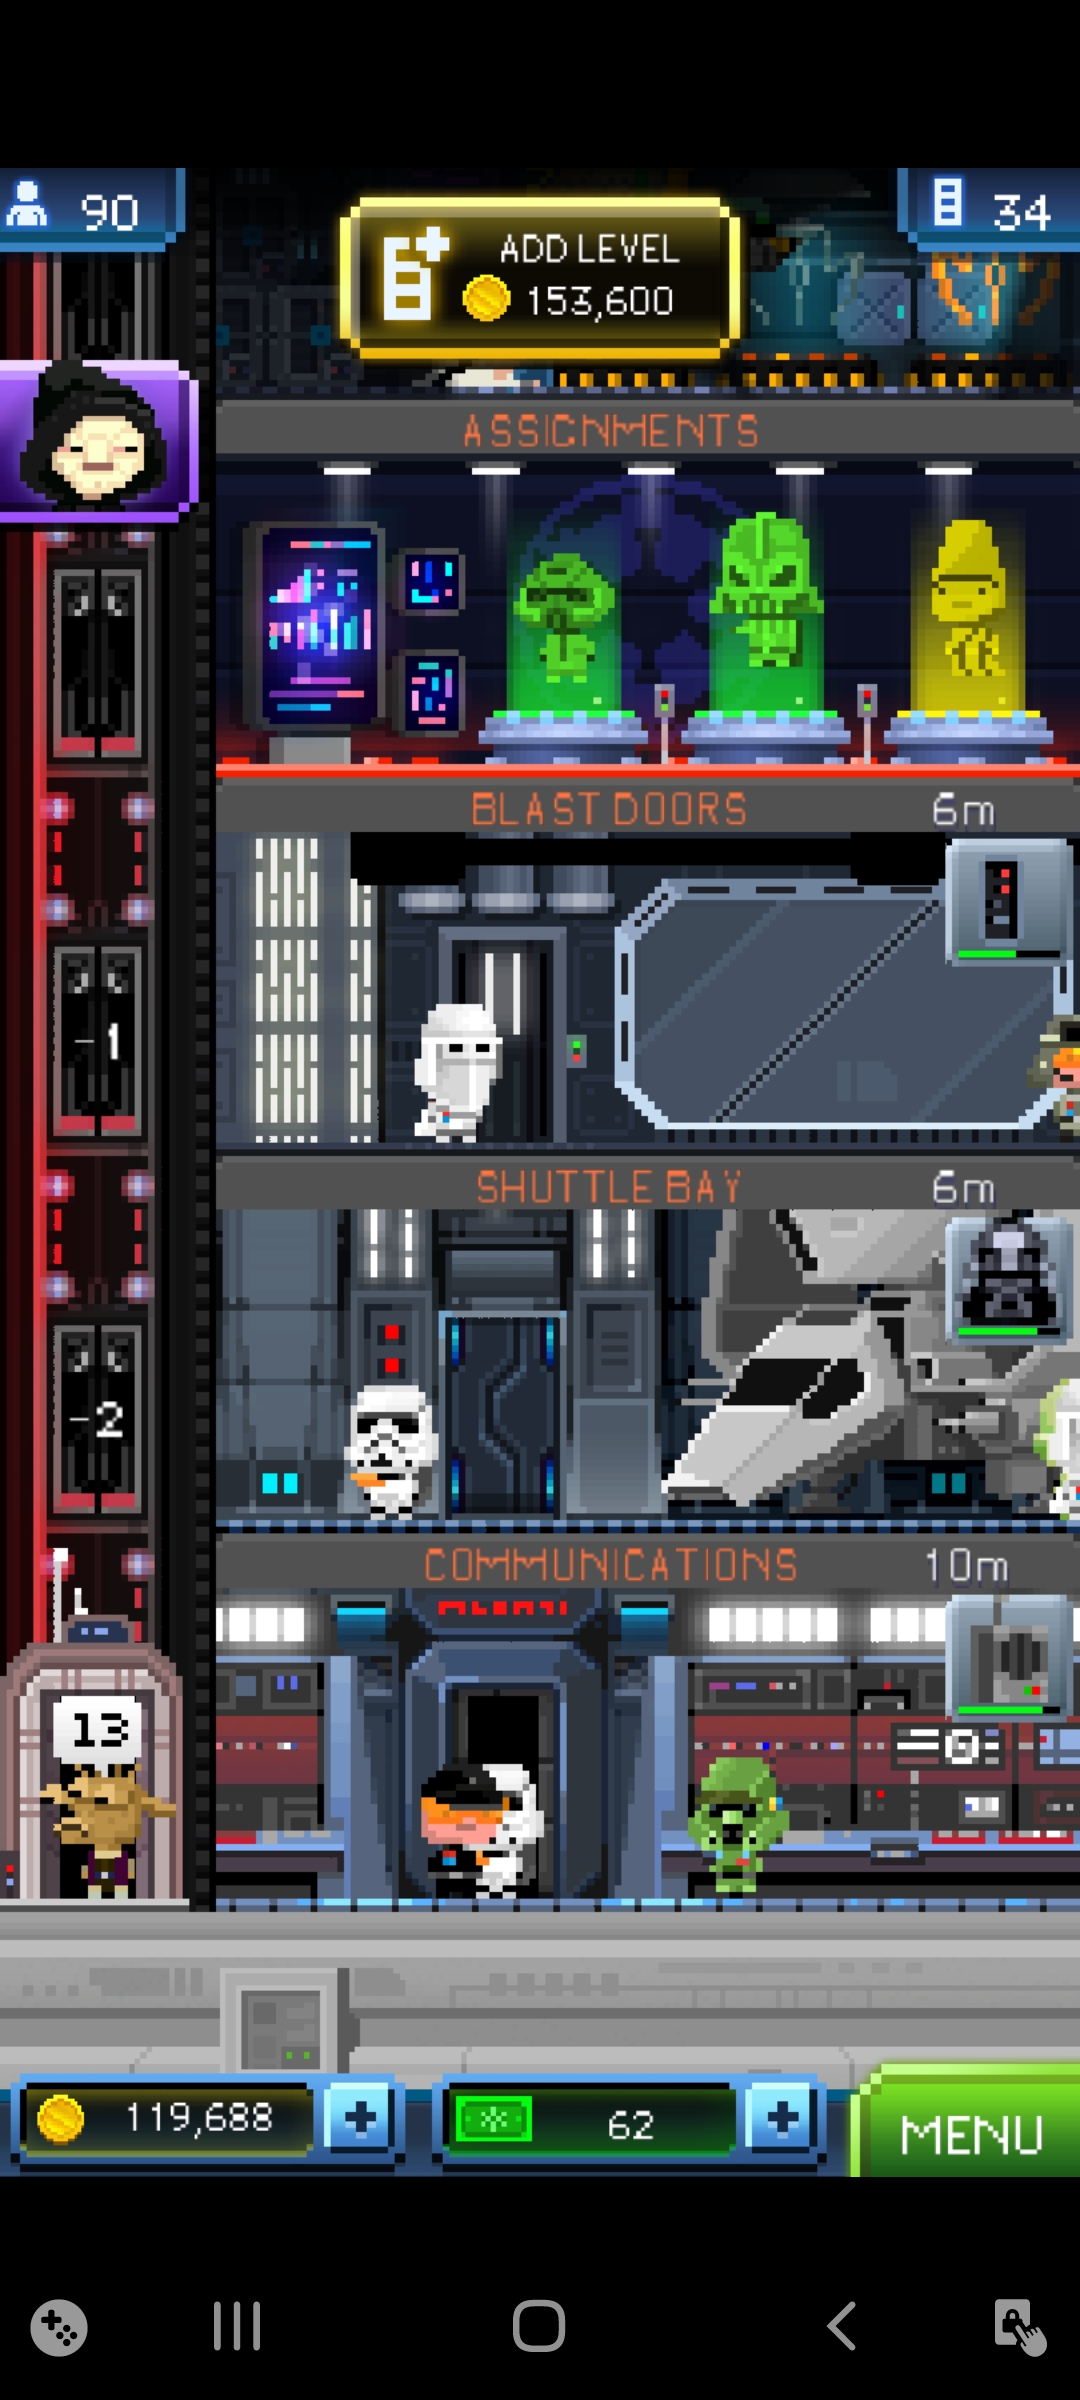 90
ADD LEVEL
153,600
34
ASSIGNMENTS
BLAST DOORS 6m
-1
SHUTTLE BAY 6m
-2
COMMUNICATIONS 10m
13
119,688
62
MENU